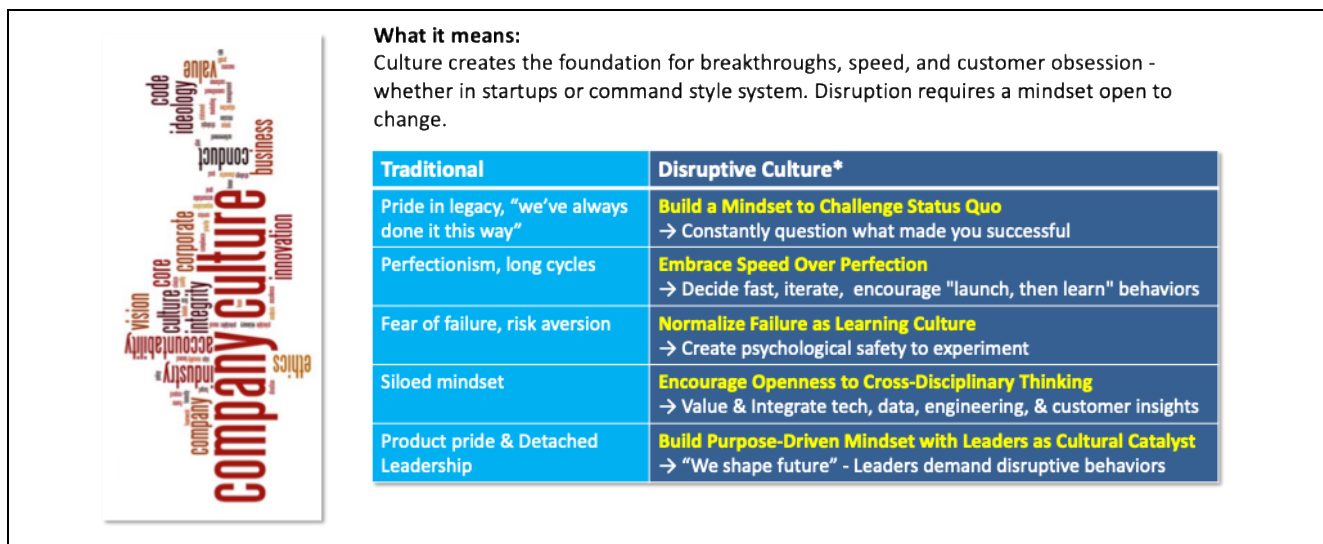 What it means:
Culture creates the foundation for breakthroughs, speed, and customer obsession -
whether in startups or command style system. Disruption requires a mindset open to
change.
Traditional
Disruptive Culture*
Pride in legacy, “we’ve always
done it this way”
Build a Mindset to Challenge Status Quo
→ Constantly question what made you successful
Perfectionism, long cycles
Embrace Speed Over Perfection
→ Decide fast, iterate,  encourage "launch, then learn" behaviors
Fear of failure, risk aversion
Normalize Failure as Learning Culture
→ Create psychological safety to experiment
Siloed mindset
Encourage Openness to Cross-Disciplinary Thinking
→ Value & Integrate tech, data, engineering, & customer insights
Product pride & Detached
Leadership
Build Purpose-Driven Mindset with Leaders as Cultural Catalyst
→ “We shape future” - Leaders demand disruptive behaviors
value
code
ideology
conduct
business
company culture
corporate
innovation
core
culture
integrity
vision
accountability
industry
ethics
company